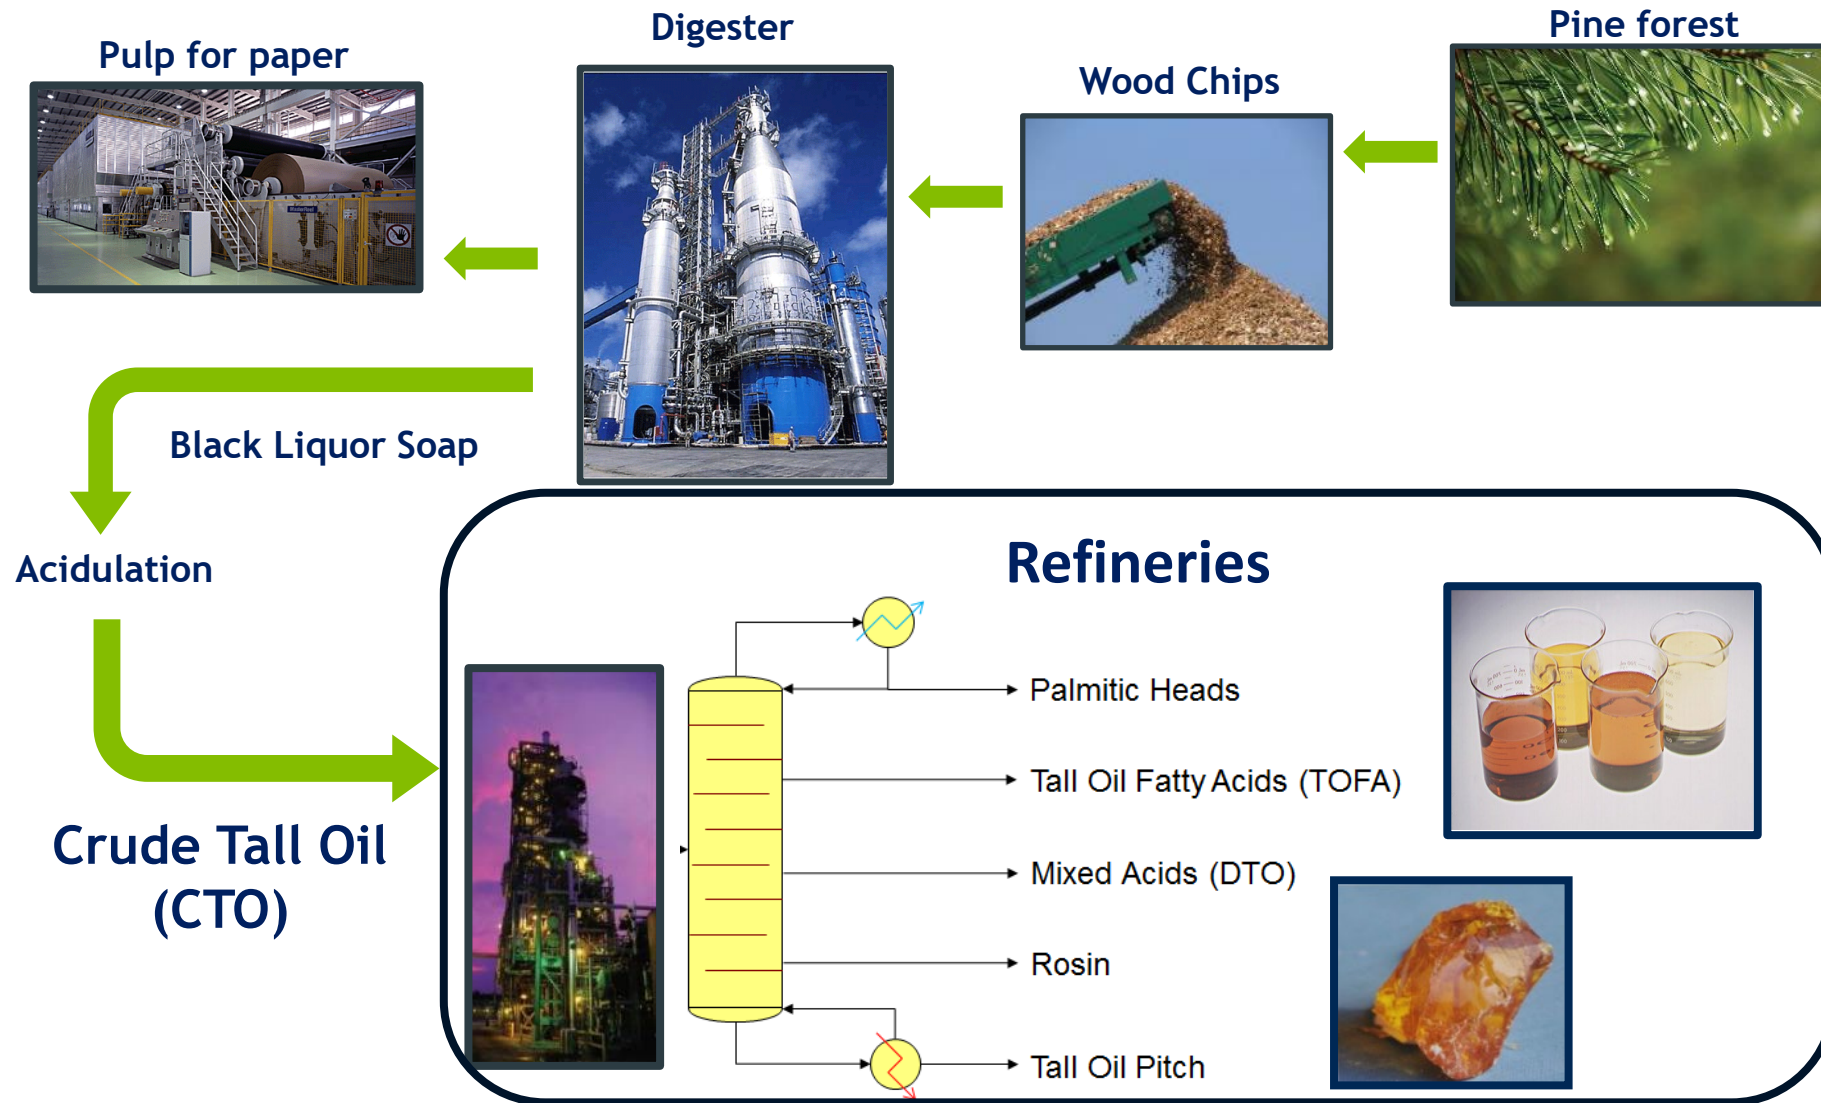 Pine forest
Wood Chips
Digester
Pulp for paper
Black Liquor Soap
Acidulation
Crude Tall Oil
(CTO)
Refineries
Palmitic Heads
Tall Oil Fatty Acids (TOFA)
Mixed Acids (DTO)
Rosin
Tall Oil Pitch